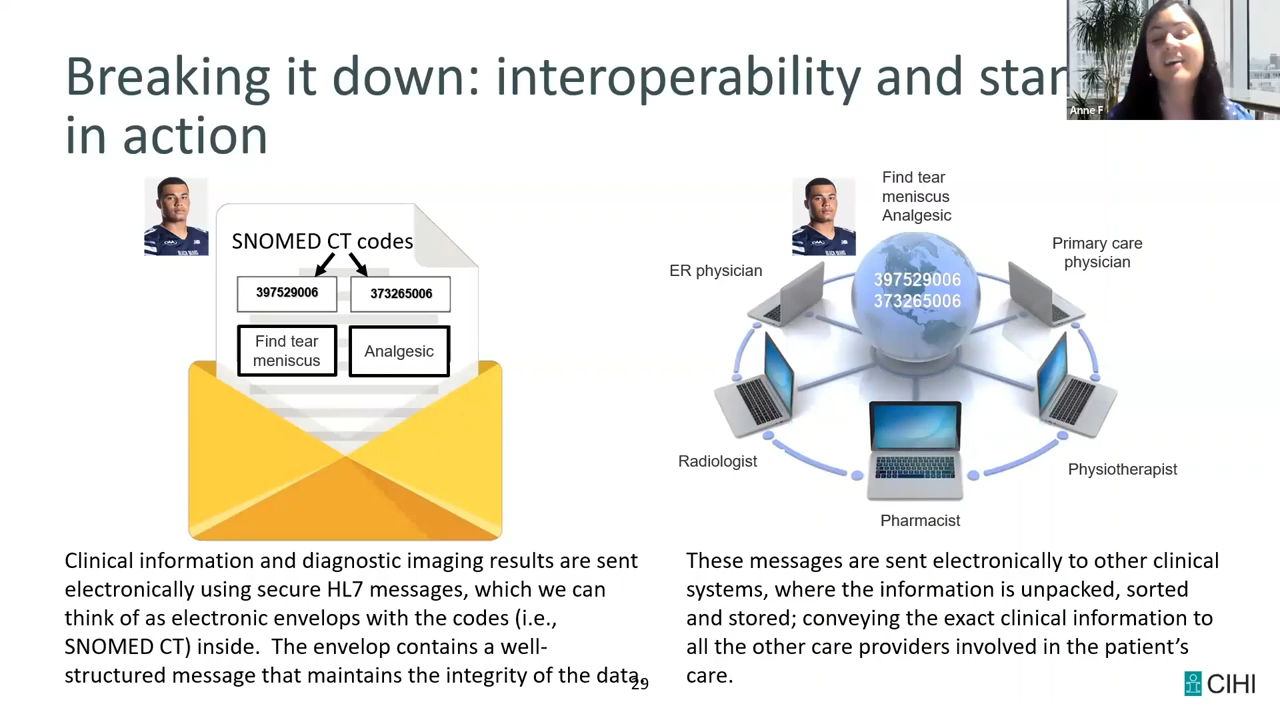 Breaking it down: interoperability and stan
in action
Anne F
SNOMED CT codes
397529006
373265006
Find tear
meniscus
Analgesic
Clinical information and diagnostic imaging results are sent
electronically using secure HL7 messages, which we can
think of as electronic envelops with the codes (i.e.,
SNOMED CT) inside. The envelop contains a well-
structured message that maintains the integrity of the data.
Find tear
meniscus
Analgesic
397529006
373265006
ER physician
Primary care
physician
Radiologist
Physiotherapist
Pharmacist
These messages are sent electronically to other clinical
systems, where the information is unpacked, sorted
and stored; conveying the exact clinical information to
all the other care providers involved in the patient’s
care.
29
CIHI